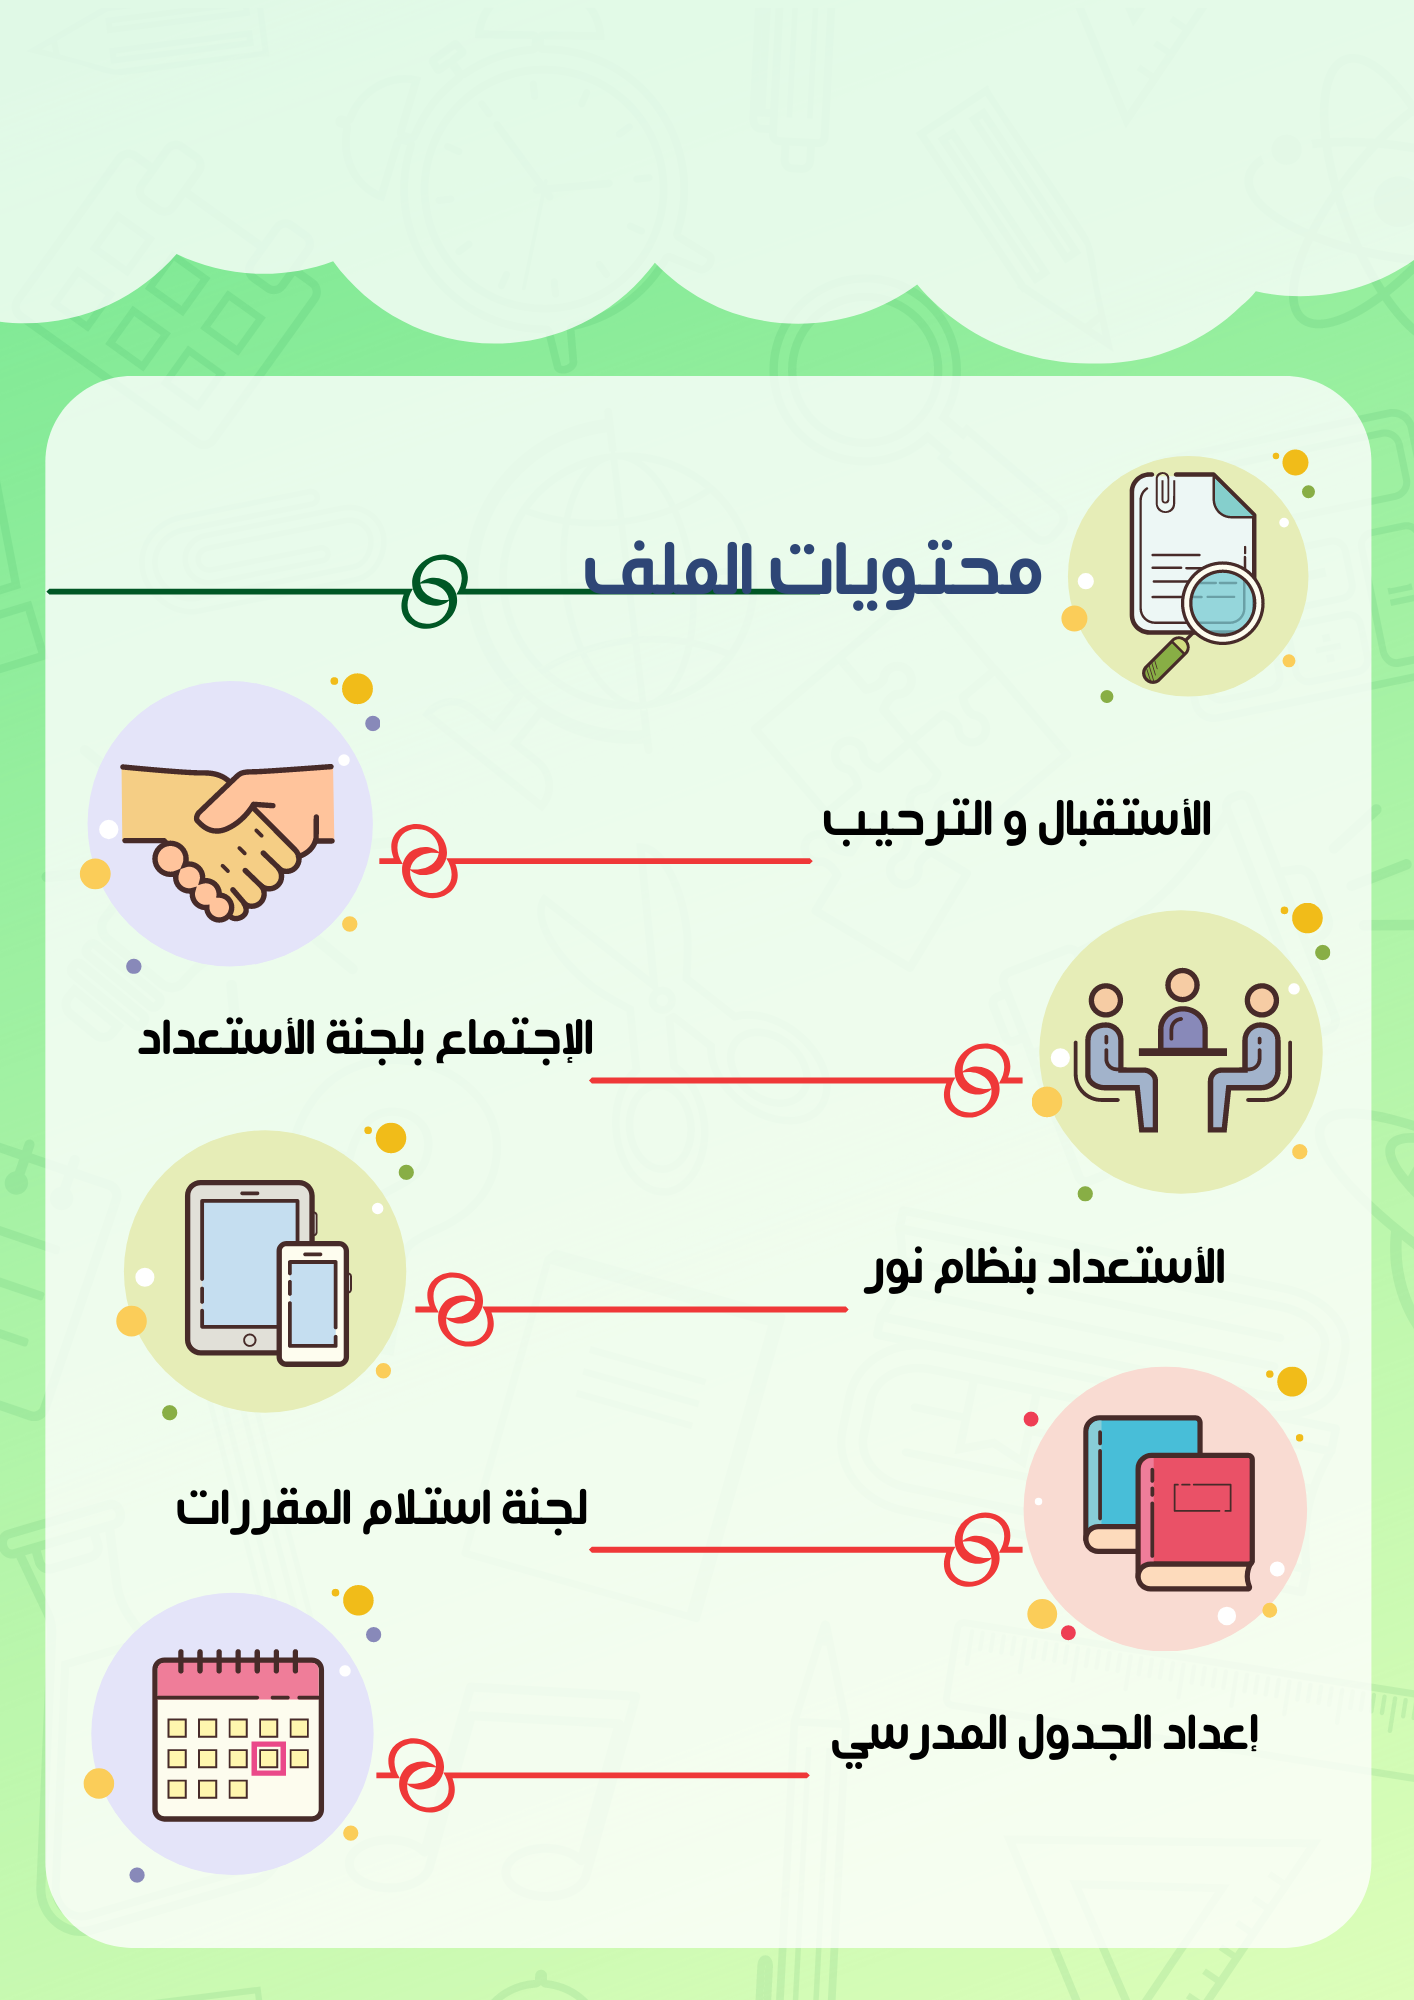 محتويات الملف
الأستقبال و الترحيب
الإجتماع بلجنة الأستعداد
الأستعداد بنظام نور
لجنة استلام المقررات
إعداد الجدول المدرسي